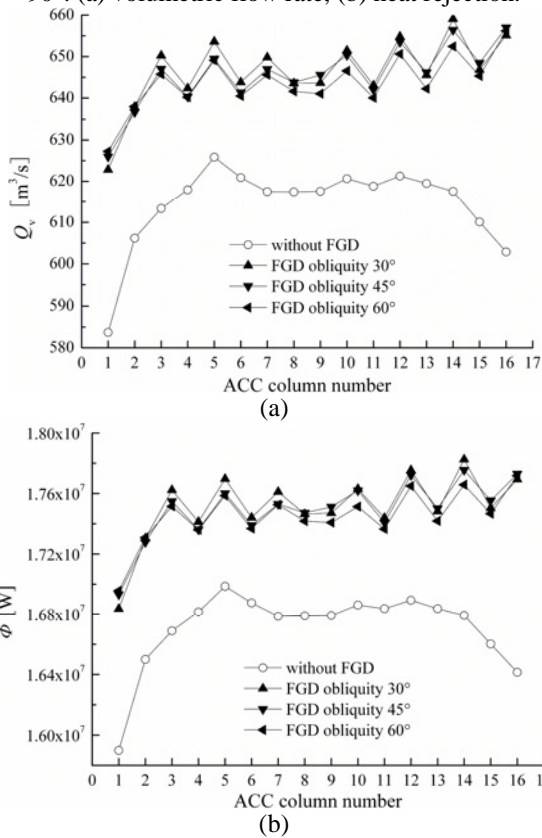 90°. (a) volumetric flow rate; (b) heat rejection.
660
650
640
630
620
610
600
590
580
Qv [m³/s]
without FGD
FGD obliquity 30°
FGD obliquity 45°
FGD obliquity 60°
0 1 2 3 4 5 6 7 8 9 10 11 12 13 14 15 16 17
ACC column number
(a)
1.80x10⁷
1.76x10⁷
1.72x10⁷
1.68x10⁷
1.64x10⁷
1.60x10⁷
Φ [W]
without FGD
FGD obliquity 30°
FGD obliquity 45°
FGD obliquity 60°
0 1 2 3 4 5 6 7 8 9 10 11 12 13 14 15 16
ACC column number
(b)